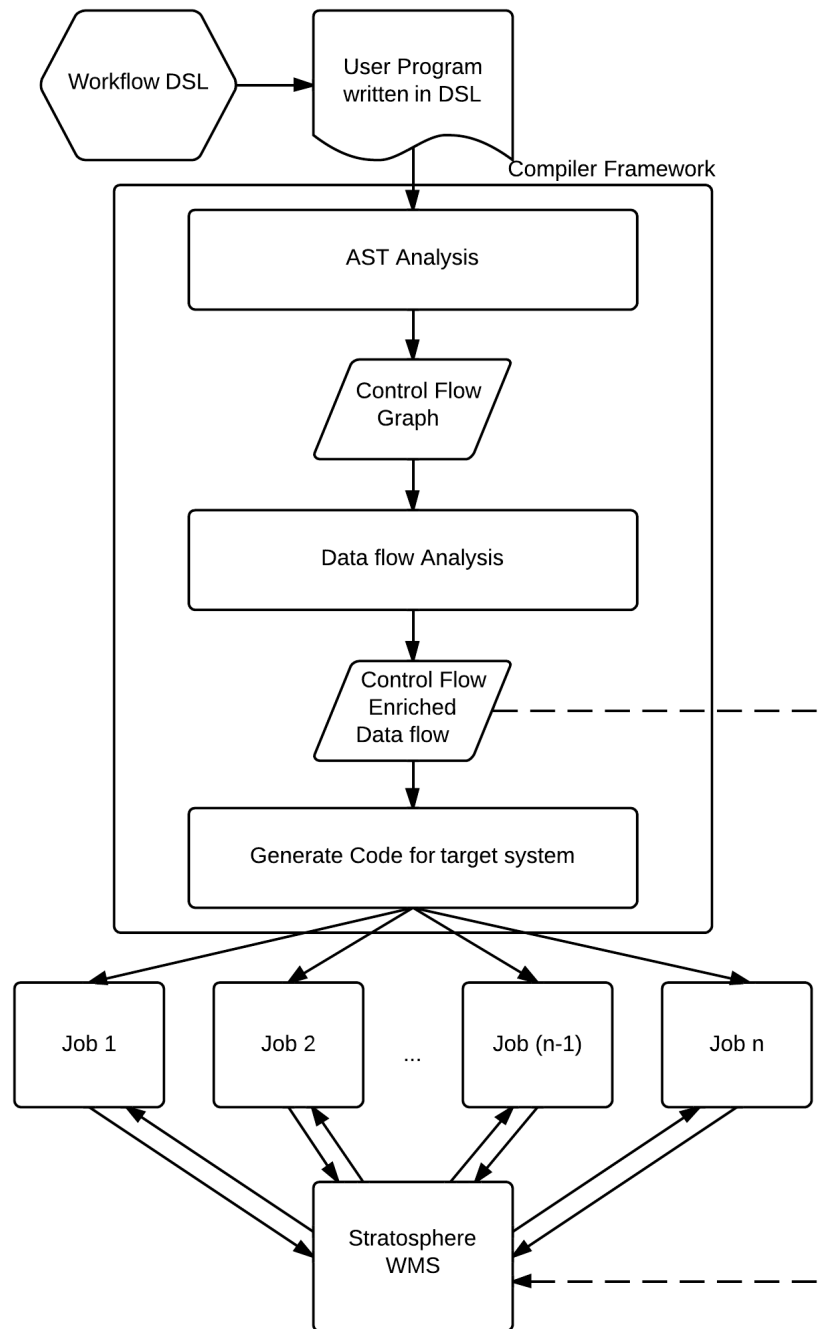 Workflow DSL
User Program
written in DSL
Compiler Framework
AST Analysis
Control Flow
Graph
Data flow Analysis
Control Flow
Enriched
Data flow
Generate Code for target system
Job 1
Job 2
...
Job (n-1)
Job n
Stratosphere
WMS